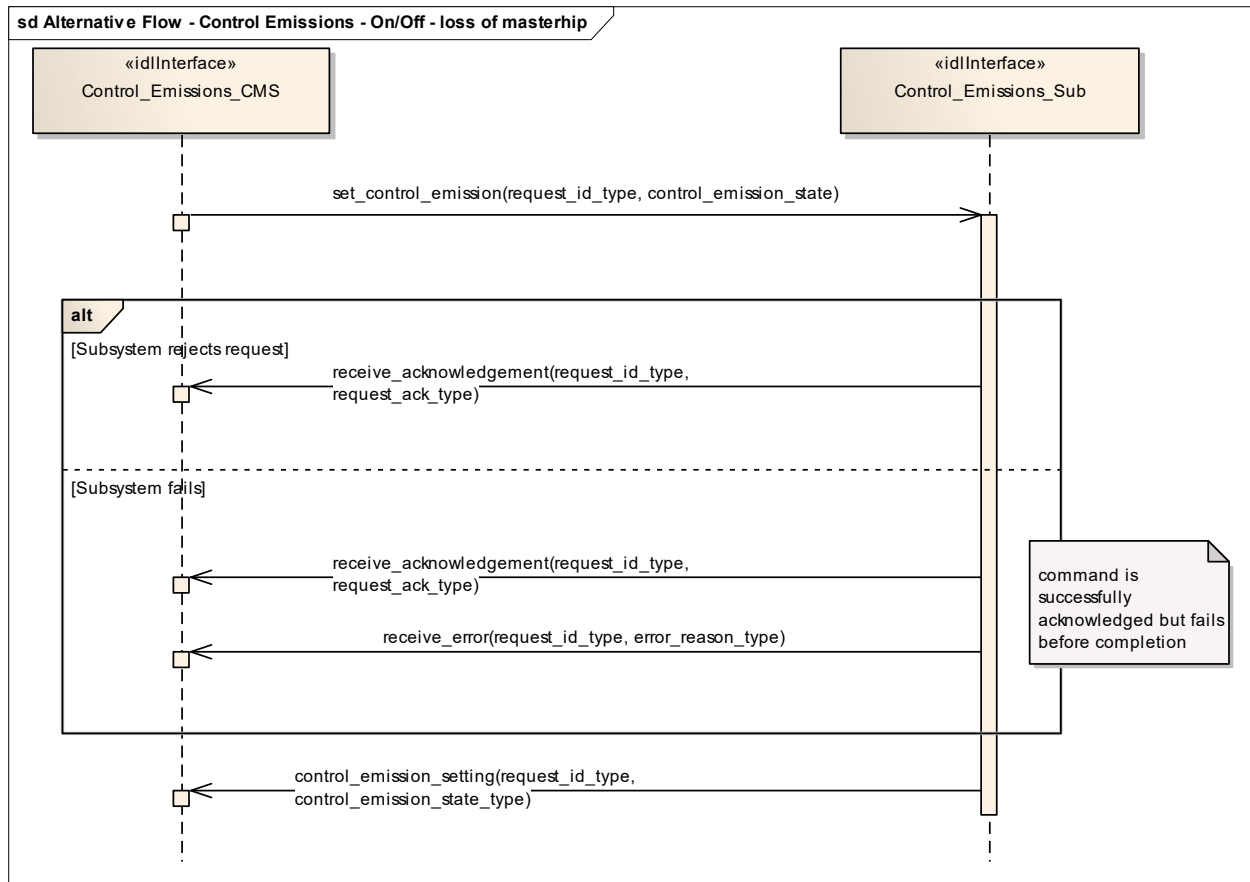 sd Alternative Flow - Control Emissions - On/Off - loss of masterhip
«idlInterface»
Control_Emissions_CMS
«idlInterface»
Control_Emissions_Sub
set_control_emission(request_id_type, control_emission_state)
alt
[Subsystem rejects request]
receive_acknowledgement(request_id_type,
request_ack_type)
[Subsystem fails]
receive_acknowledgement(request_id_type,
request_ack_type)
command is
successfully
acknowledged but fails
before completion
receive_error(request_id_type, error_reason_type)
control_emission_setting(request_id_type,
control_emission_state_type)